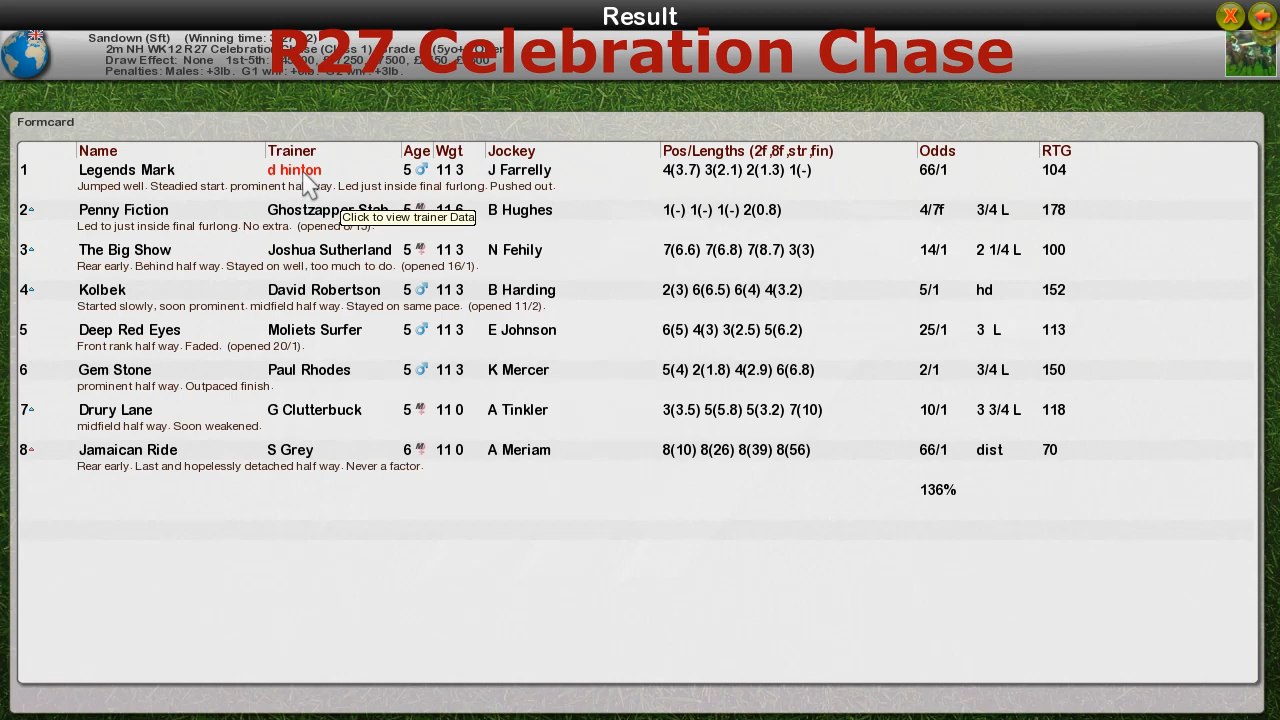 Result
Sandown (Sft) (Winning time:
R27 Celebration Chase
2m NH WK12 R27 Celebration
Draw Effect: None 1st-5th:
Penalties: Males: +3lb. G1 wnr: +3lb.
Formcard
Name Trainer Age Wgt Jockey Pos/Lengths (2f,8f,str,fin) Odds RTG
1 Legends Mark d hinton 5 11 3 J Farrelly 4(3.7) 3(2.1) 2(1.3) 1(-) 66/1 104
Jumped well. Steadied start. prominent half way. Led just inside final furlong. Pushed out.
2 Penny Fiction Ghostzapper 5 11 6 B Hughes 1(-) 1(-) 1(-) 2(0.8) 4/7f 3/4 L 178
Click to view trainer Data
Led to just inside final furlong. No extra. (opened 8/13).
3 The Big Show Joshua Sutherland 5 11 3 N Fehily 7(6.6) 7(6.8) 7(8.7) 3(3) 14/1 2 1/4 L 100
Rear early. Behind half way. Stayed on well, too much to do. (opened 16/1).
4 Kolbek David Robertson 5 11 3 B Harding 2(3) 6(6.5) 6(4) 4(3.2) 5/1 hd 152
Started slowly, soon prominent. midfield half way. Stayed on same pace. (opened 11/2).
5 Deep Red Eyes Moliets Surfer 5 11 3 E Johnson 6(5) 4(3) 3(2.5) 5(6.2) 25/1 3 L 113
Front rank half way. Faded. (opened 20/1).
6 Gem Stone Paul Rhodes 5 11 3 K Mercer 5(4) 2(1.8) 4(2.9) 6(6.8) 2/1 3/4 L 150
prominent half way. Outpaced finish.
7 Drury Lane G Clutterbuck 5 11 0 A Tinkler 3(3.5) 5(5.8) 5(3.2) 7(10) 10/1 3 3/4 L 118
midfield half way. Soon weakened.
8 Jamaican Ride S Grey 6 11 0 A Meriam 8(10) 8(26) 8(39) 8(56) 66/1 dist 70
Rear early. Last and hopelessly detached half way. Never a factor.
136%